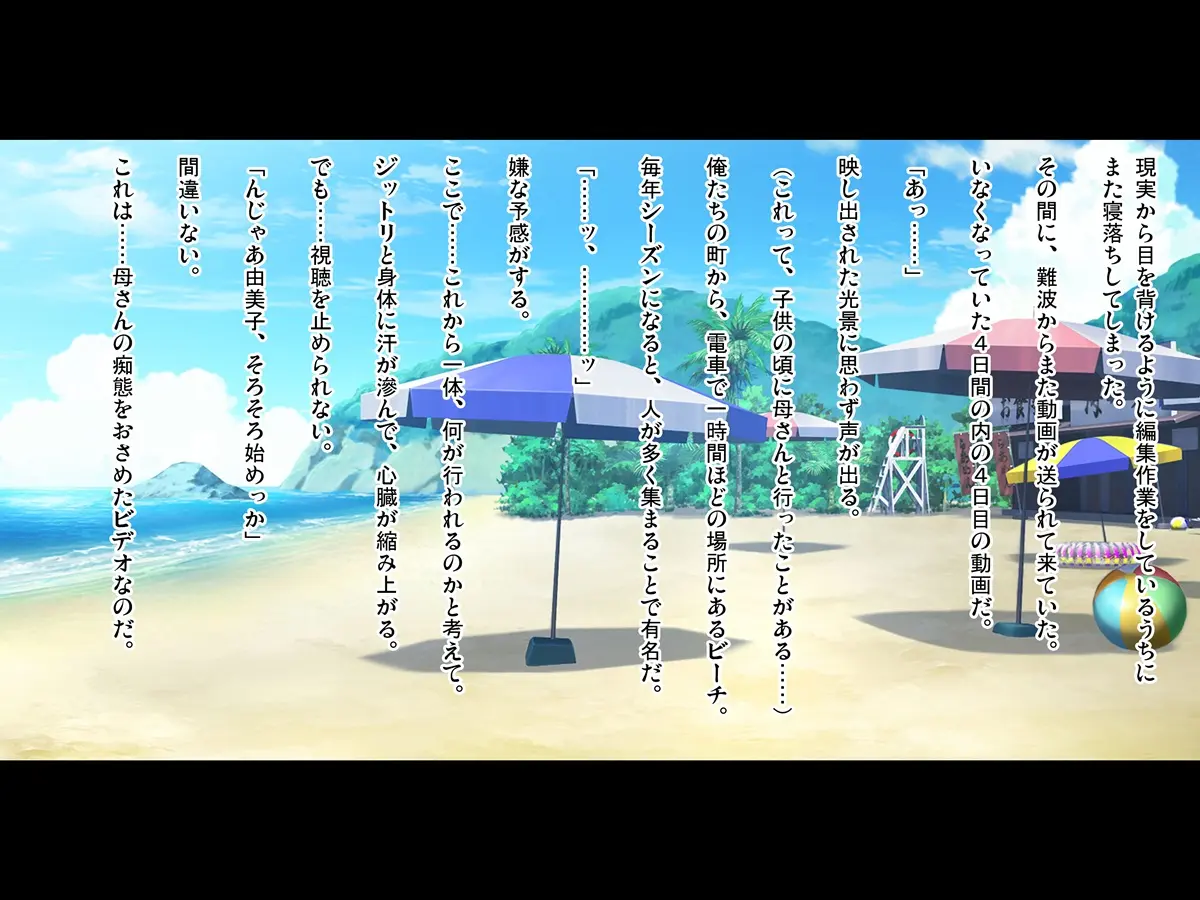 現実から目を背けるように編集作業をしているうちに
また寝落ちしてしまった。
その間に、難波からまた動画が送られて来ていた。
いなくなっていた４日間の内の４日目の動画だ。
「あっ……」
映し出された光景に思わず声が出る。
（これって、子供の頃に母さんと行ったことがある……）
俺たちの町から、電車で一時間ほどの場所にあるビーチ。
毎年シーズンになると、人が多く集まることで有名だ。
「……ッ、………ッ」
嫌な予感がする。
ここで……これから一体、何が行われるのかと考えて。
ジットリと身体に汗が滲んで、心臓が縮み上がる。
でも……視聴を止められない。
「んじゃあ由美子、そろそろ始めっか」
間違いない。
これは……母さんの痴態をおさめたビデオなのだ。